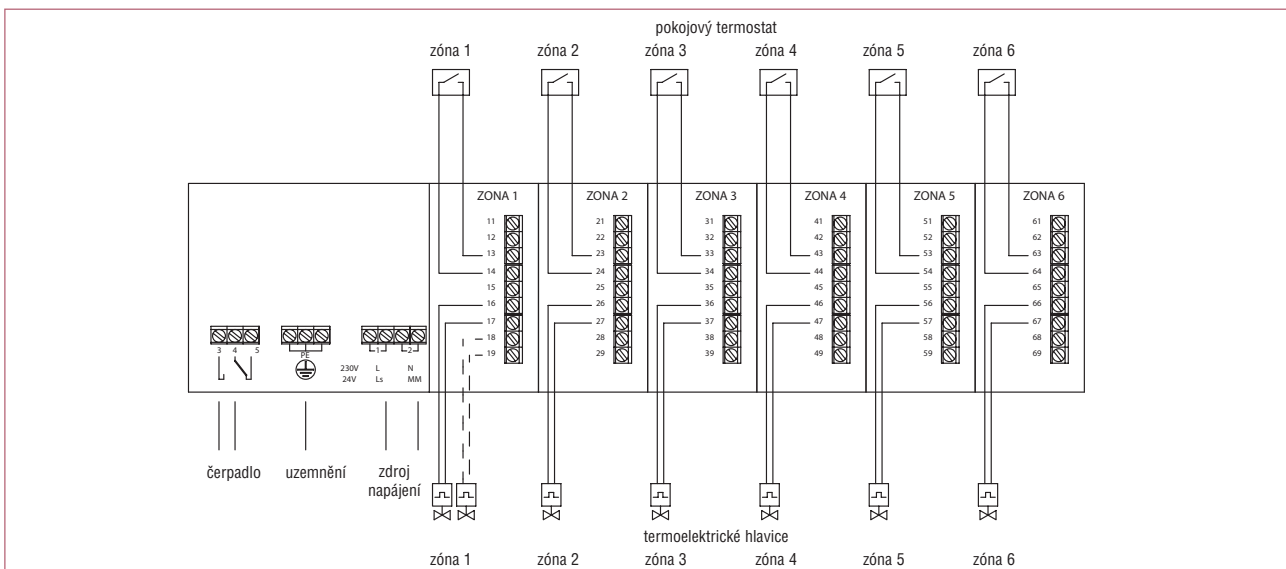 pokojový termostat
zóna 1 zóna 2 zóna 3 zóna 4 zóna 5 zóna 6
ZONA 1 ZONA 2 ZONA 3 ZONA 4 ZONA 5 ZONA 6
11 21 31 41 51 61
12 22 32 42 52 62
13 23 33 43 53 63
14 24 34 44 54 64
15 25 35 45 55 65
16 26 36 46 56 66
17 27 37 47 57 67
18 28 38 48 58 68
19 29 39 49 59 69
3 4 5 PE 1 2
230V L N
24V Ls MM
čerpadlo uzemnění zdroj
napájení
termoelektrické hlavice
zóna 1 zóna 2 zóna 3 zóna 4 zóna 5 zóna 6